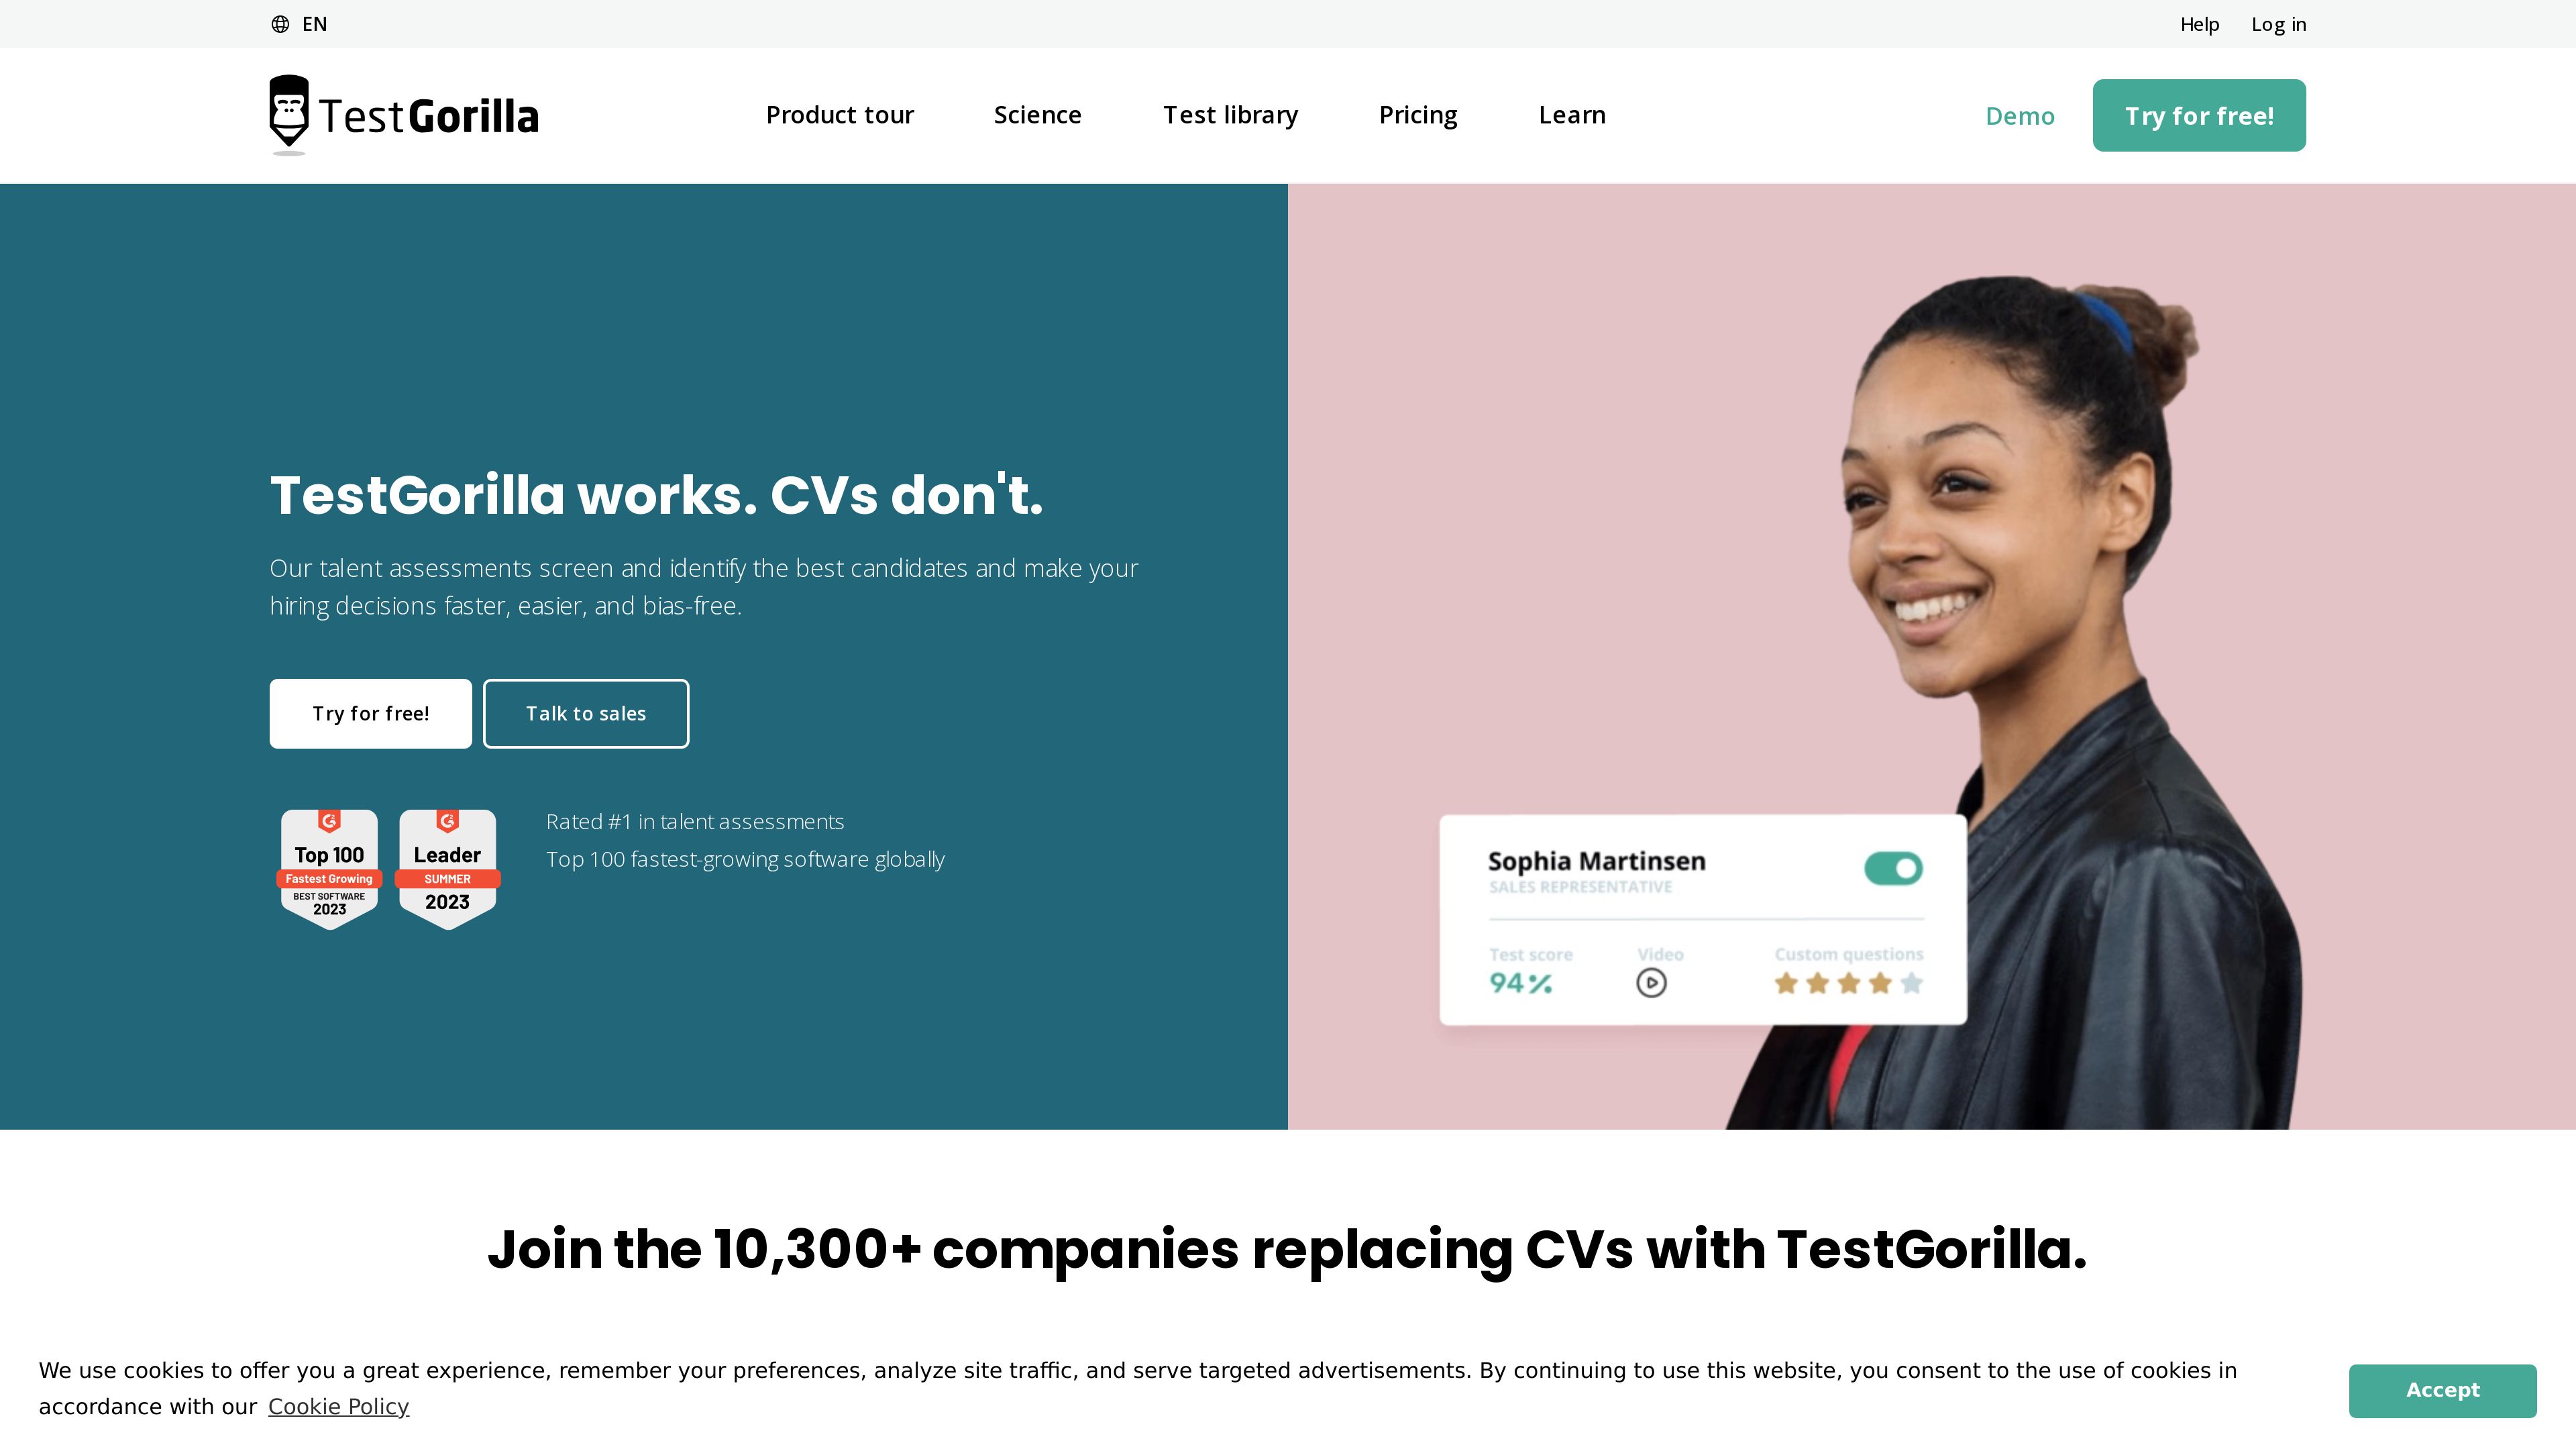 EN
Help
Log in
TestGorilla
Product tour
Science
Test library
Pricing
Learn
Demo
Try for free!
TestGorilla works. CVs don't.
Our talent assessments screen and identify the best candidates and make your
hiring decisions faster, easier, and bias-free.
Try for free!
Talk to sales
Top 100
Fastest Growing
BEST SOFTWARE
2023
Leader
SUMMER
2023
Rated #1 in talent assessments
Top 100 fastest-growing software globally
Sophia Martinsen
SALES REPRESENTATIVE
Test score
94%
Video
Custom questions
Join the 10,300+ companies replacing CVs with TestGorilla.
We use cookies to offer you a great experience, remember your preferences, analyze site traffic, and serve targeted advertisements. By continuing to use this website, you consent to the use of cookies in
accordance with our Cookie Policy
Accept